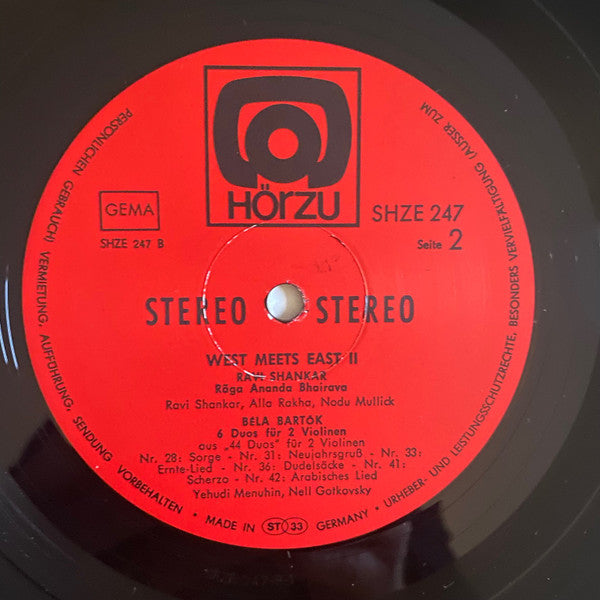 HÖRZU
GEMA
SHZE 247 B
SHZE 247
Seite 2
STEREO STEREO
WEST MEETS EAST II
RAVI SHANKAR
Rāga Ananda Bhairava
Ravi Shankar, Alla Rakha, Nodu Mullick
BÉLA BARTÓK
6 Duos für 2 Violinen
aus „44 Duos" für 2 Violinen
Nr. 28: Sorge - Nr. 31: Neujahrsgruß - Nr. 33:
Ernte-Lied - Nr. 36: Dudelsäcke - Nr. 41:
Scherzo - Nr. 42: Arabisches Lied
Yehudi Menuhin, Nell Gotkovsky
• MADE IN ST 33 GERMANY • URHEBER- UND LEISTUNGSSCHUTZRECHTE, BESONDERS VERVIELFÄLTIGUNG (AUSSER ZUM PERSÖNLICHEN GEBRAUCH) VERMIETUNG, AUFFÜHRUNG, SENDUNG VORBEHALTEN